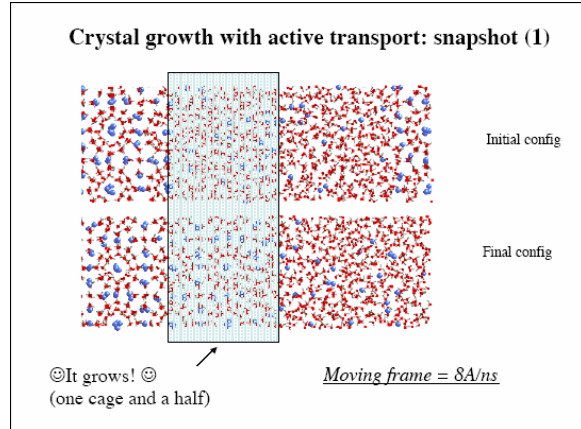 Crystal growth with active transport: snapshot (1)
Initial config
Final config
☺It grows! ☺
(one cage and a half)
Moving frame = 8A/ns